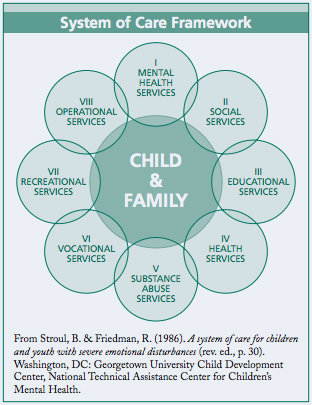 System of Care Framework
I
MENTAL
HEALTH
SERVICES
II
SOCIAL
SERVICES
III
EDUCATIONAL
SERVICES
IV
HEALTH
SERVICES
V
SUBSTANCE
ABUSE
SERVICES
VI
VOCATIONAL
SERVICES
VII
RECREATIONAL
SERVICES
VIII
OPERATIONAL
SERVICES
CHILD
&
FAMILY
From Stroul, B. & Friedman, R. (1986). A system of care for children
and youth with severe emotional disturbances (rev. ed., p. 30).
Washington, DC: Georgetown University Child Development
Center, National Technical Assistance Center for Children's
Mental Health.